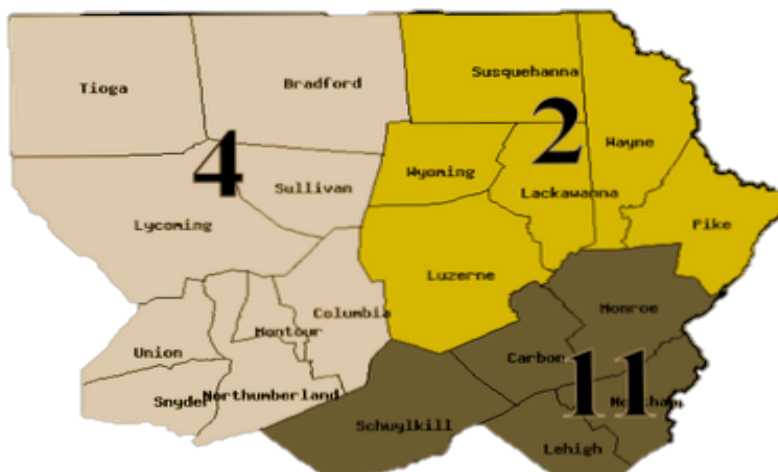 Tioga
Bradford
Susquehanna
4
2
Wayne
Wyoming
Sullivan
Lackawanna
Lycoming
Pike
Luzerne
Monroe
Columbia
Montour
Union
Carbon
11
Snyder
Northumberland
Schuylkill
Lehigh